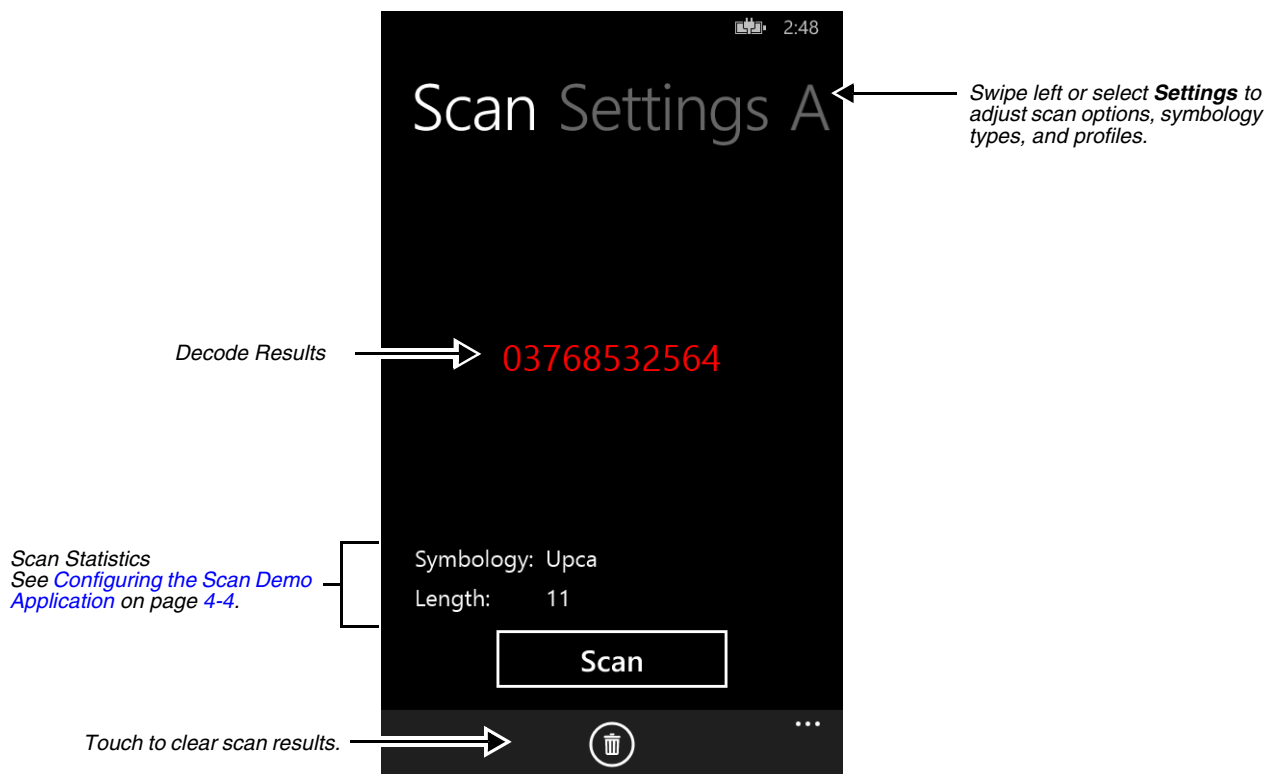 2:48
Scan Settings A
Swipe left or select Settings to
adjust scan options, symbology
types, and profiles.
Decode Results
03768532564
Scan Statistics
See Configuring the Scan Demo
Application on page 4-4.
Symbology: Upca
Length: 11
Scan
Touch to clear scan results.
...